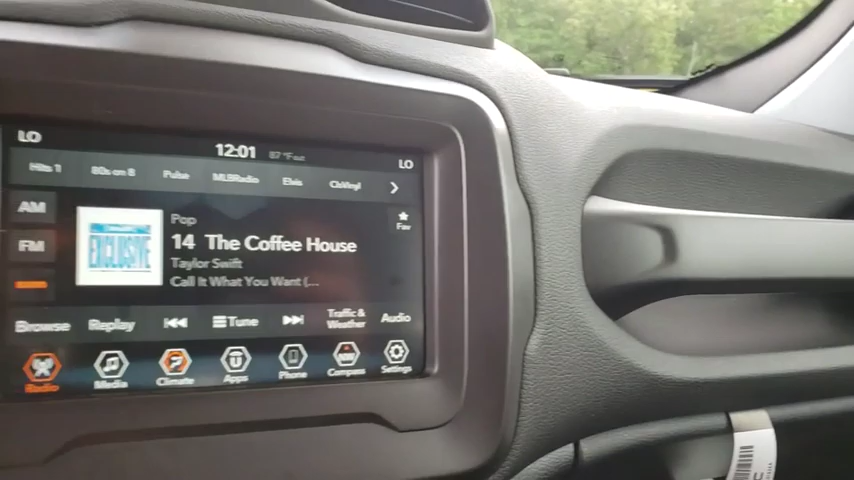 LO
12:01 87 °F
LO
Hits 1 80s on 8 Pulse MLBRadio Elvis ClsVinyl
AM
FM
EXCLUSIVE
Pop
14 The Coffee House
Taylor Swift
Call It What You Want (...
Fav
Browse Replay Tune Traffic & Weather Audio
Radio Media Climate Apps Phone Compass Settings
NW